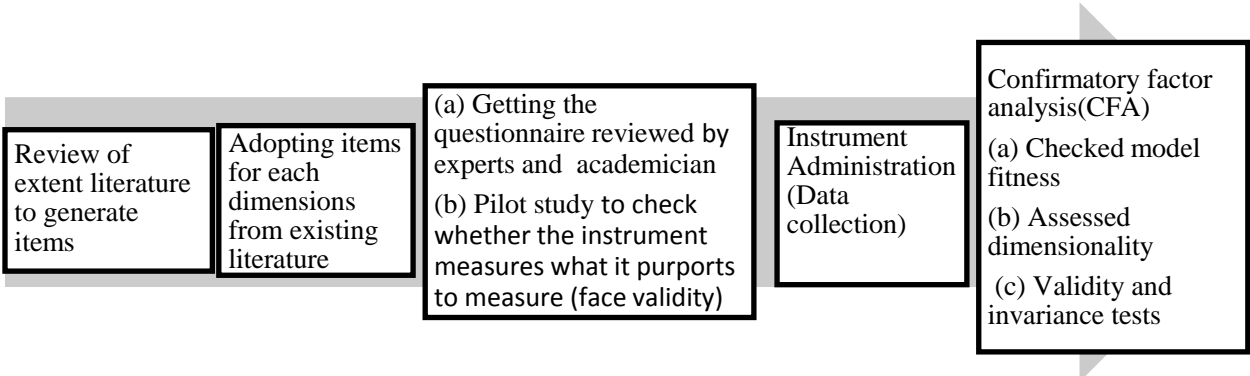 Review of
extent literature
to generate
items
Adopting items
for each
dimensions
from existing
literature
(a) Getting the
questionnaire reviewed by
experts and academician
(b) Pilot study to check
whether the instrument
measures what it purports
to measure (face validity)
Instrument
Administration
(Data
collection)
Confirmatory factor
analysis(CFA)
(a) Checked model
fitness
(b) Assessed
dimensionality
(c) Validity and
invariance tests